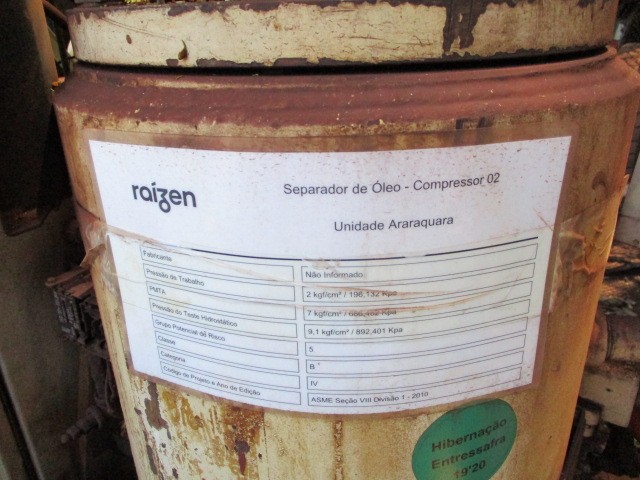 raízen
Separador de Óleo - Compressor 02
Unidade Araraquara
Fabricante
Não Informado
Pressão de Trabalho
2 kgf/cm² / 196,132 Kpa
PMTA
7 kgf/cm² / Kpa
Pressão do Teste Hidrostático
9,1 kgf/cm² / 892,401 Kpa
Grupo Potencial de Risco
5
Classe
B
Categoria
IV
Código de Projeto e Ano de Edição
ASME Seção VIII Divisão 1 - 2010
Hibernação
Entressafra
19'20